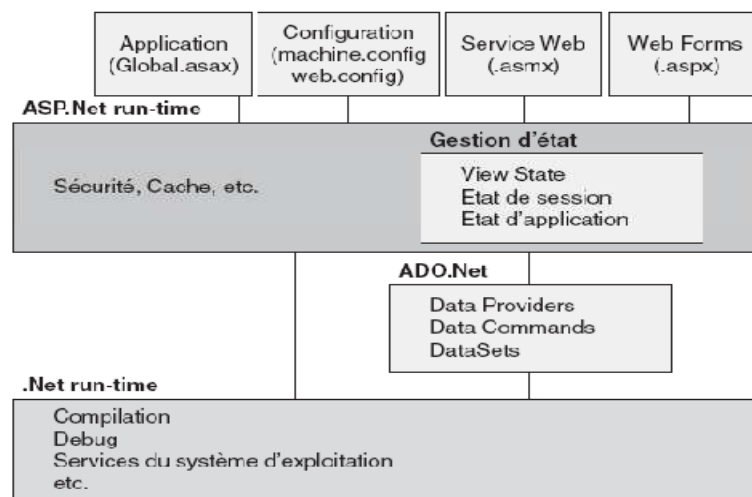 Application
(Global.asax)
Configuration
(machine.config
web.config)
Service Web
(.asmx)
Web Forms
(.aspx)
ASP.Net run-time
Gestion d'état
Sécurité, Cache, etc.
View State
Etat de session
Etat d'application
ADO.Net
Data Providers
Data Commands
DataSets
.Net run-time
Compilation
Debug
Services du système d'exploitation
etc.